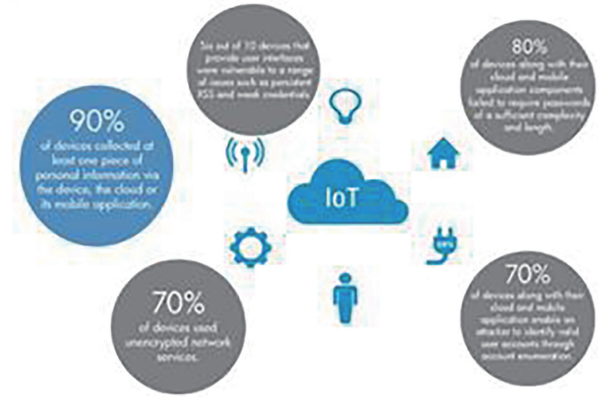 Six out of 10 devices that
provide user interfaces
were vulnerable to a range
of issues such as persistent
XSS and weak credentials
80%
of devices along with their
cloud and mobile
application components
failed to require passwords
of a sufficient complexity
and length.
90%
of devices collected at
least one piece of
personal information via
the device, the cloud or
its mobile application.
IoT
70%
of devices used
unencrypted network
services.
70%
of devices along with their
cloud and mobile
application enable an
attacker to identify valid
user accounts through
account enumeration.